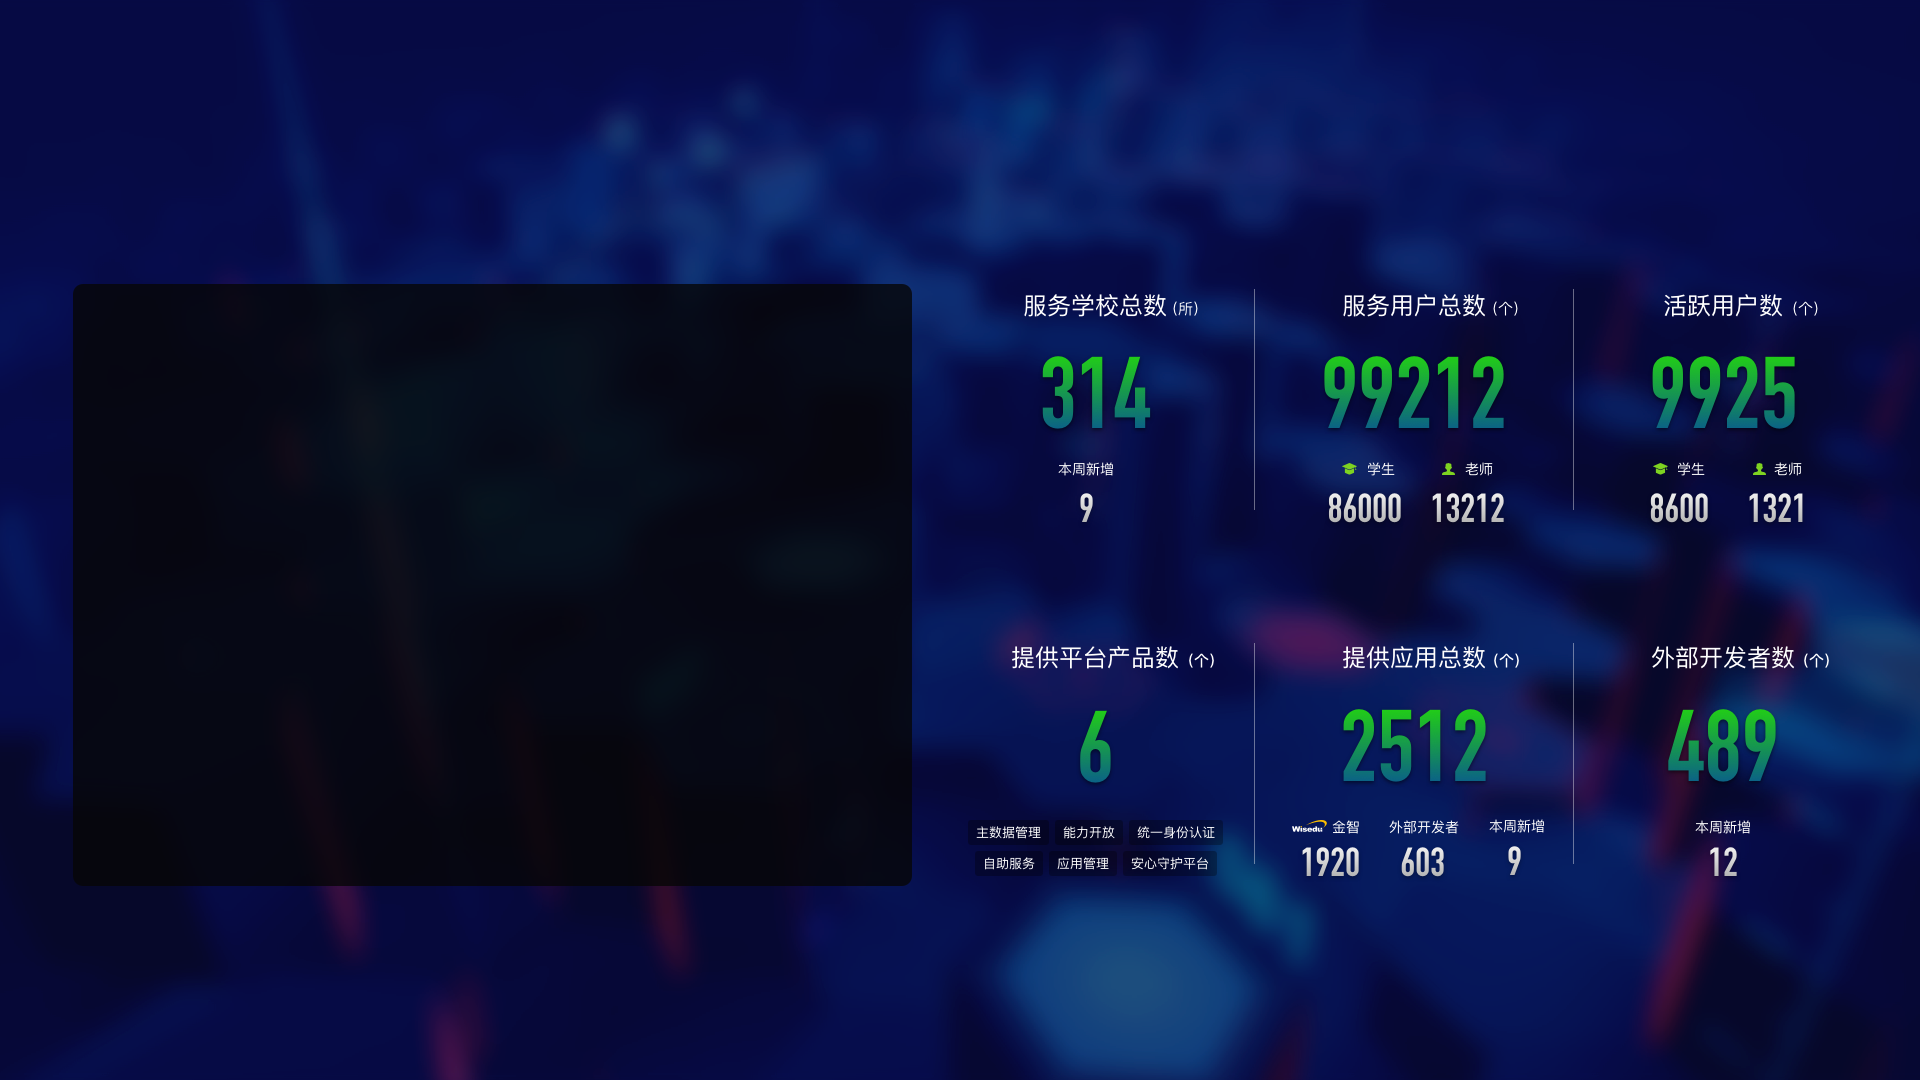 服务学校总数 (所)
314
本周新增
9
服务用户总数 (个)
99212
学生 老师
86000 13212
活跃用户数 (个)
9925
学生 老师
8600 1321
提供平台产品数 (个)
6
主数据管理 能力开放 统一身份认证
自助服务 应用管理 安心守护平台
提供应用总数 (个)
2512
Wisedu 金智 外部开发者 本周新增
1920 603 9
外部开发者数 (个)
489
本周新增
12